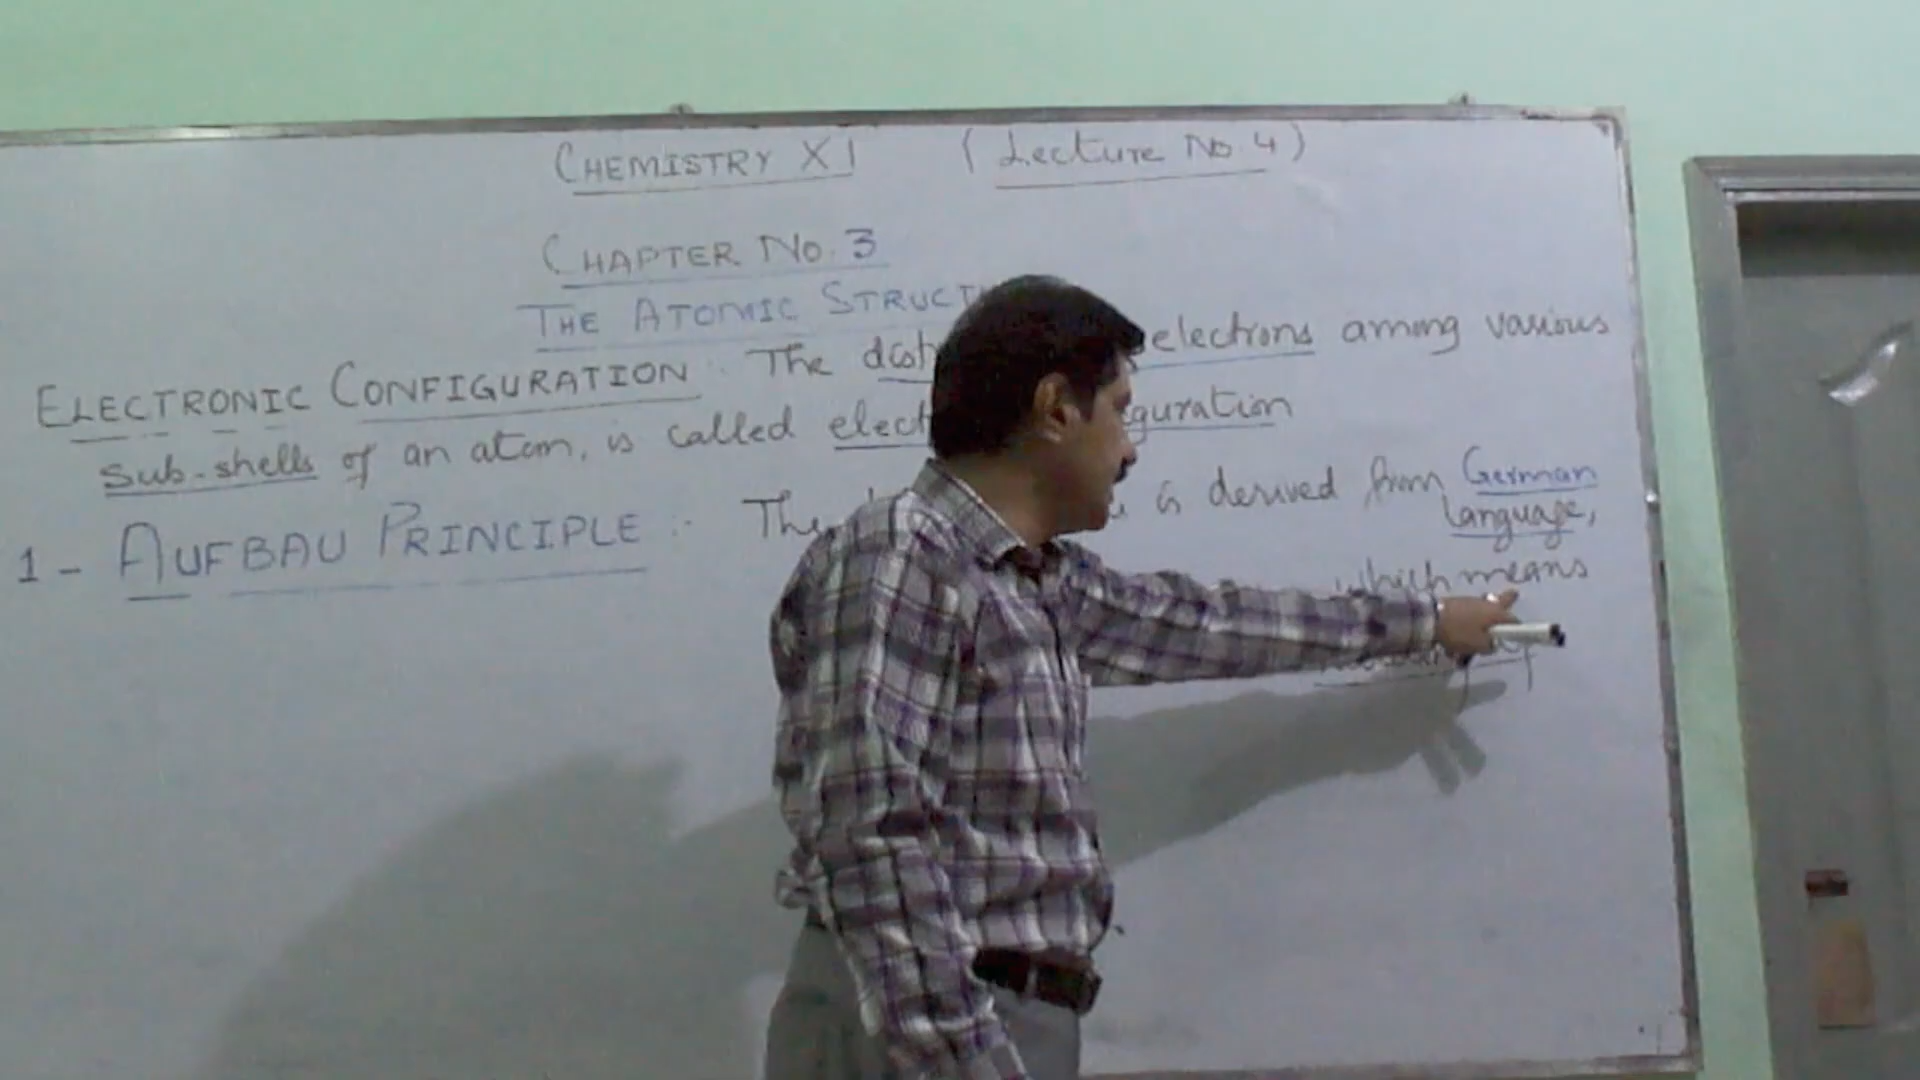 CHEMISTRY XI (Lecture No. 4)
CHAPTER No. 3
THE ATOMIC STRUCT
ELECTRONIC CONFIGURATION :- The dist electrons among various
Sub-shells of an atom, is called elect guration
1- AUFBAU PRINCIPLE :- The is derived from German
language,
which means